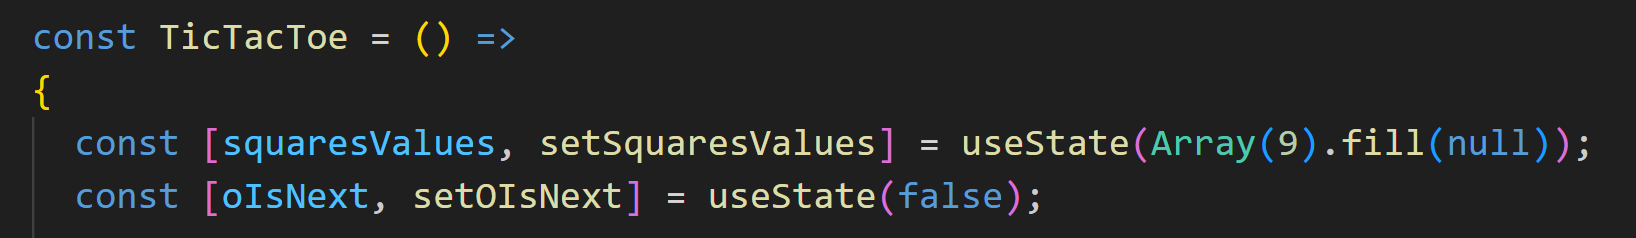 const TicTacToe = () =>
{
const [squaresValues, setSquaresValues] = useState(Array(9).fill(null));
const [oIsNext, setOIsNext] = useState(false);